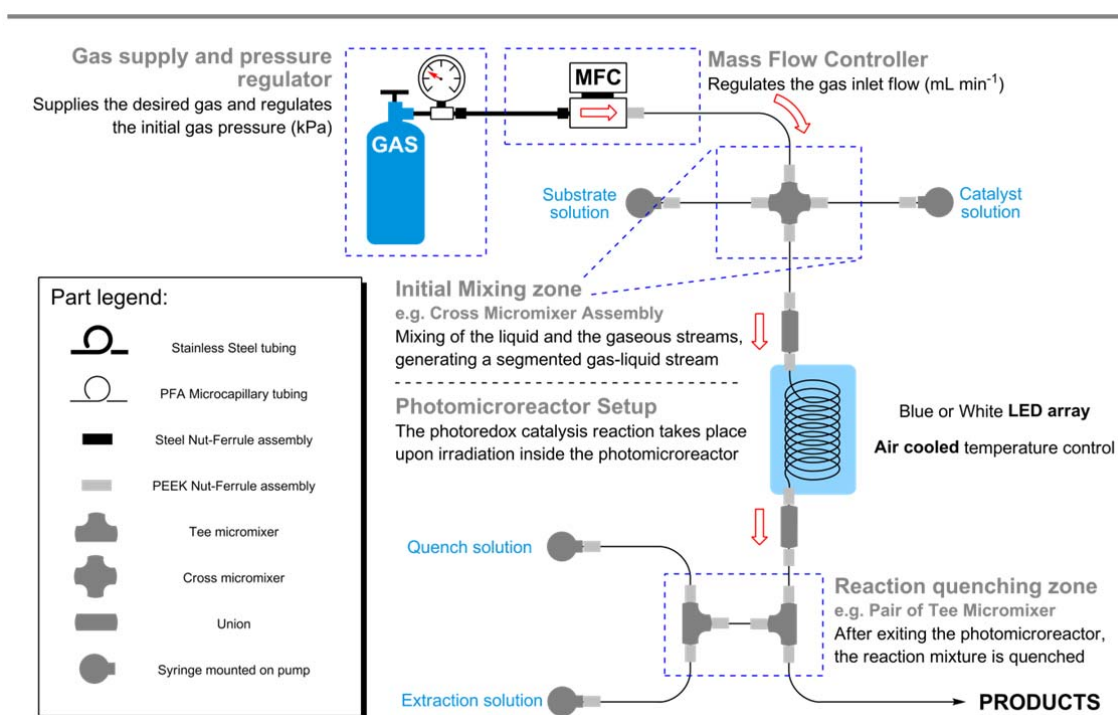 Gas supply and pressure
regulator
Supplies the desired gas and regulates
the initial gas pressure (kPa)
GAS
MFC
Mass Flow Controller
Regulates the gas inlet flow (mL min⁻¹)
Substrate
solution
Catalyst
solution
Initial Mixing zone
e.g. Cross Micromixer Assembly
Mixing of the liquid and the gaseous streams,
generating a segmented gas-liquid stream
Photomicroreactor Setup
The photoredox catalysis reaction takes place
upon irradiation inside the photomicroreactor
Blue or White LED array
Air cooled temperature control
Part legend:
Stainless Steel tubing
PFA Microcapillary tubing
Steel Nut-Ferrule assembly
PEEK Nut-Ferrule assembly
Tee micromixer
Cross micromixer
Union
Syringe mounted on pump
Quench solution
Extraction solution
Reaction quenching zone
e.g. Pair of Tee Micromixer
After exiting the photomicroreactor,
the reaction mixture is quenched
PRODUCTS